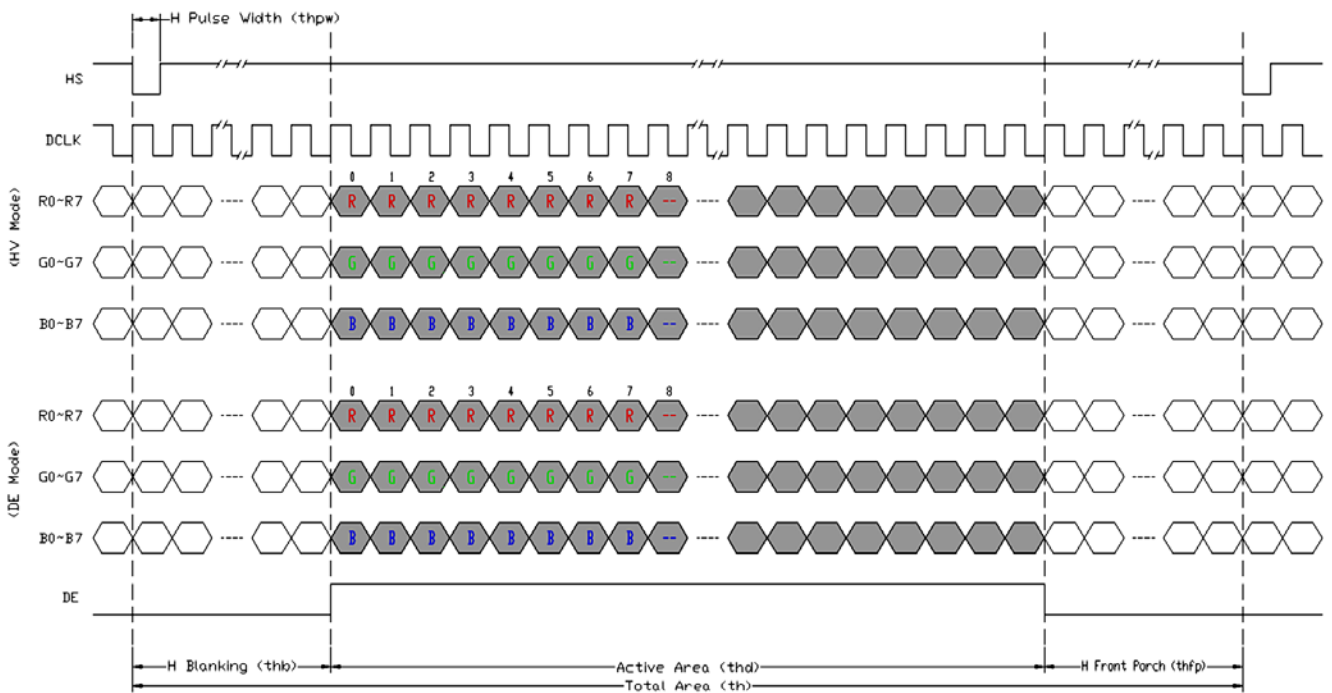 H Pulse Width (thpw)
HS
DCLK
(HV Mode)
0 1 2 3 4 5 6 7 8
R0~R7 R R R R R R R R --
G0~G7 G G G G G G G G --
B0~B7 B B B B B B B B --
(DE Mode)
0 1 2 3 4 5 6 7 8
R0~R7 R R R R R R R R --
G0~G7 G G G G G G G G --
B0~B7 B B B B B B B B --
DE
H Blanking (thb) Active Area (thd) H Front Porch (thfp)
Total Area (th)